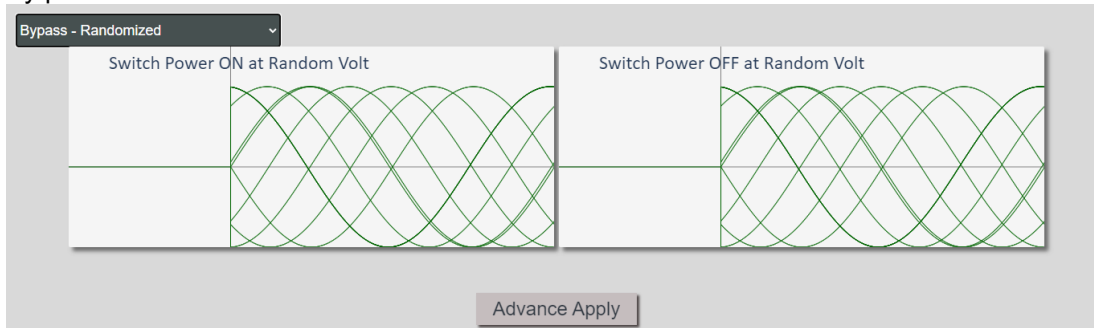 Bypass - Randomized
Switch Power ON at Random Volt
Switch Power OFF at Random Volt
Advance Apply